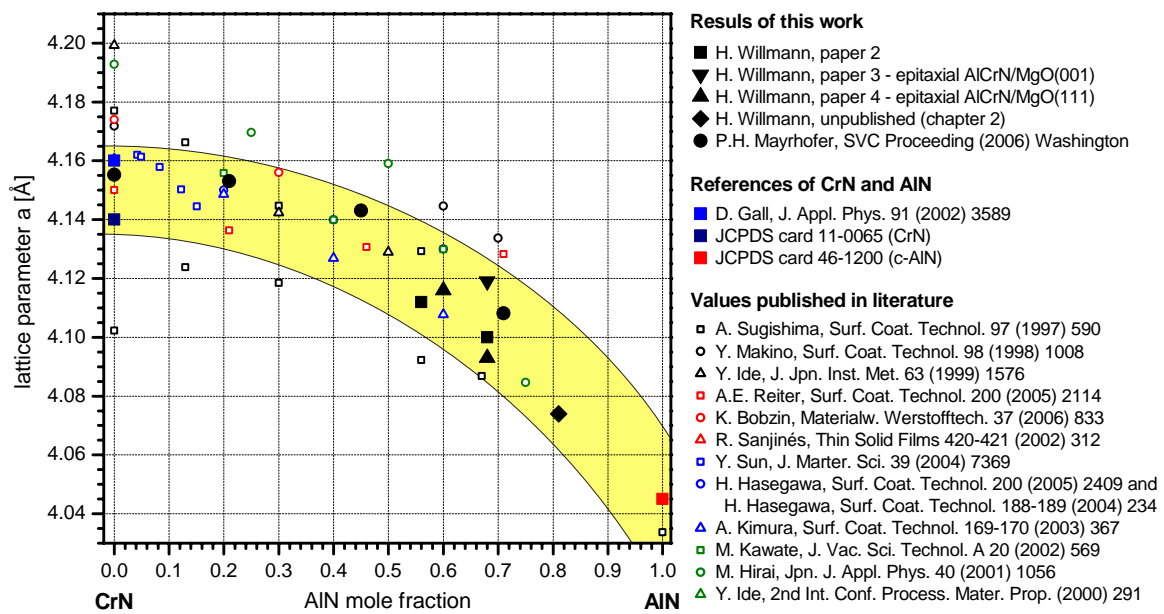 4.20
4.18
4.16
4.14
4.12
4.10
4.08
4.06
4.04
lattice parameter a [Å]
0.0 0.1 0.2 0.3 0.4 0.5 0.6 0.7 0.8 0.9 1.0
CrN AlN mole fraction AlN
Resuls of this work
H. Willmann, paper 2
H. Willmann, paper 3 - epitaxial AlCrN/MgO(001)
H. Willmann, paper 4 - epitaxial AlCrN/MgO(111)
H. Willmann, unpublished (chapter 2)
P.H. Mayrhofer, SVC Proceeding (2006) Washington
References of CrN and AlN
D. Gall, J. Appl. Phys. 91 (2002) 3589
JCPDS card 11-0065 (CrN)
JCPDS card 46-1200 (c-AlN)
Values published in literature
A. Sugishima, Surf. Coat. Technol. 97 (1997) 590
Y. Makino, Surf. Coat. Technol. 98 (1998) 1008
Y. Ide, J. Jpn. Inst. Met. 63 (1999) 1576
A.E. Reiter, Surf. Coat. Technol. 200 (2005) 2114
K. Bobzin, Materialw. Werstofftech. 37 (2006) 833
R. Sanjinés, Thin Solid Films 420-421 (2002) 312
Y. Sun, J. Marter. Sci. 39 (2004) 7369
H. Hasegawa, Surf. Coat. Technol. 200 (2005) 2409 and
H. Hasegawa, Surf. Coat. Technol. 188-189 (2004) 234
A. Kimura, Surf. Coat. Technol. 169-170 (2003) 367
M. Kawate, J. Vac. Sci. Technol. A 20 (2002) 569
M. Hirai, Jpn. J. Appl. Phys. 40 (2001) 1056
Y. Ide, 2nd Int. Conf. Process. Mater. Prop. (2000) 291